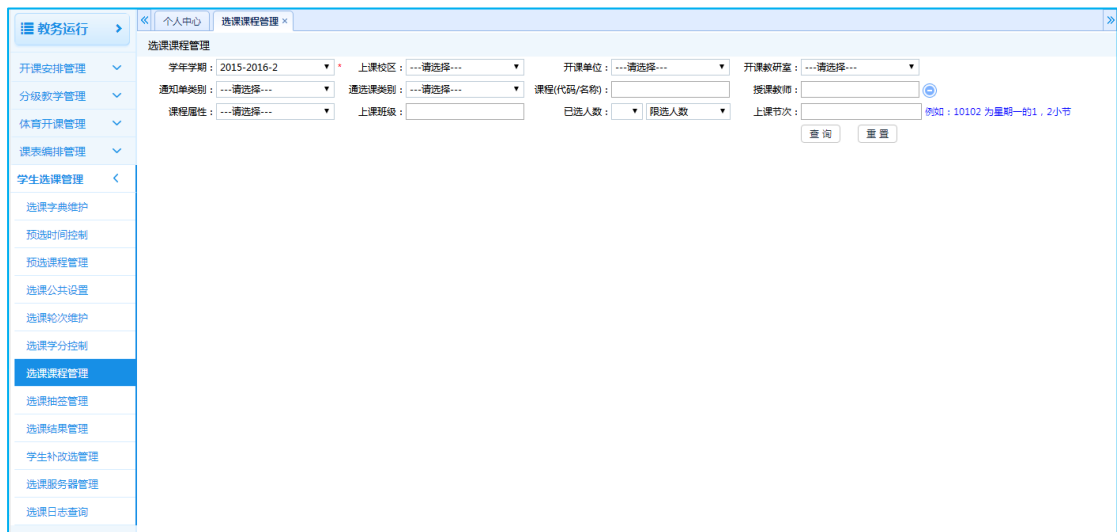 教务运行
个人中心 选课课程管理 ×
选课课程管理
学年学期：2015-2016-2 * 上课校区：---请选择--- 开课单位：---请选择--- 开课教研室：---请选择---
通知单类别：---请选择--- 通选课类别：---请选择--- 课程(代码/名称)： 授课教师：
课程属性：---请选择--- 上课班级： 已选人数： 限选人数 上课节次： 例如：10102 为星期一的1，2小节
查 询 重 置
开课安排管理
分级教学管理
体育开课管理
课表编排管理
学生选课管理
选课字典维护
预选时间控制
预选课程管理
选课公共设置
选课轮次维护
选课学分控制
选课课程管理
选课抽签管理
选课结果管理
学生补改选管理
选课服务器管理
选课日志查询